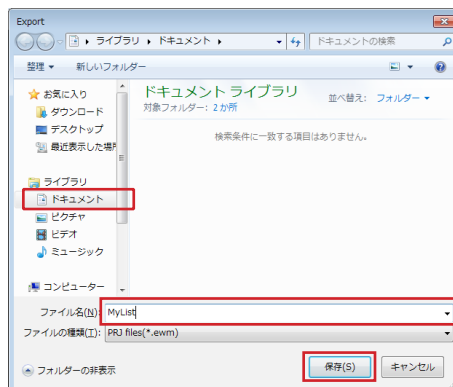 Export
ライブラリ ▸ ドキュメント ▸
ドキュメントの検索
整理 ▼ 新しいフォルダー
お気に入り
ダウンロード
デスクトップ
最近表示した場所
ライブラリ
ドキュメント
ピクチャ
ビデオ
ミュージック
コンピューター
ドキュメント ライブラリ
対象フォルダー: 2 か所
並べ替え: フォルダー ▼
検索条件に一致する項目はありません。
ファイル名(N): MyList
ファイルの種類(T): PRJ files(*.ewm)
フォルダーの非表示
保存(S)
キャンセル